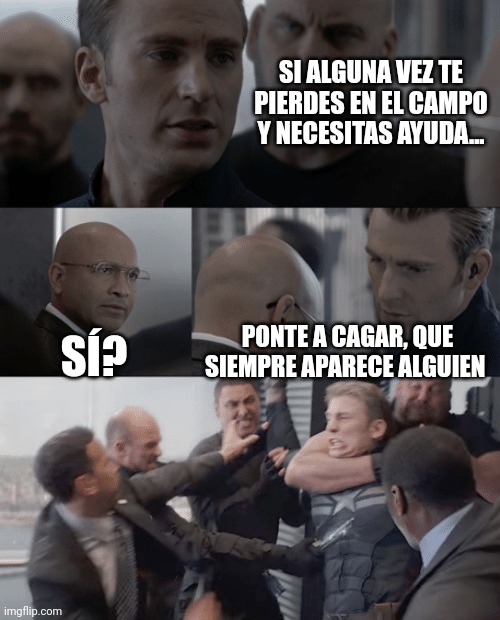 SI ALGUNA VEZ TE
PIERDES EN EL CAMPO
Y NECESITAS AYUDA...
SÍ?
PONTE A CAGAR, QUE
SIEMPRE APARECE ALGUIEN
imgflip.com